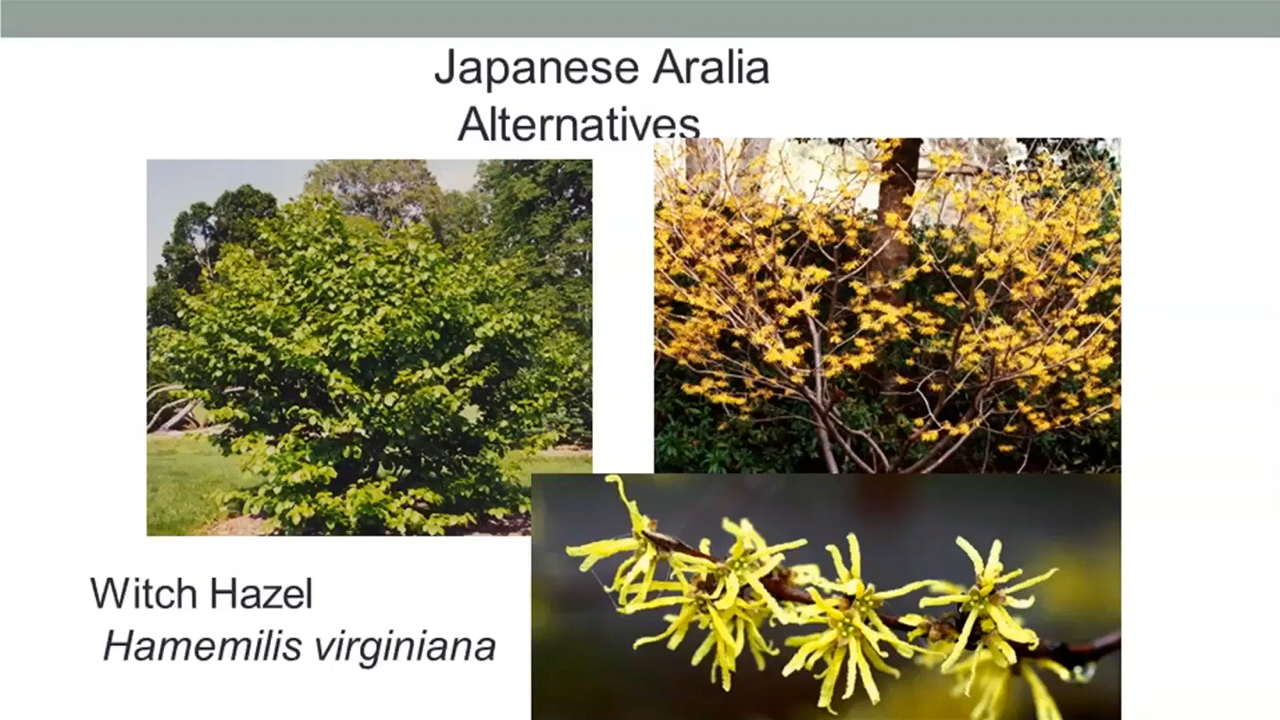 Japanese Aralia
Alternatives
Witch Hazel
Hamemilis virginiana